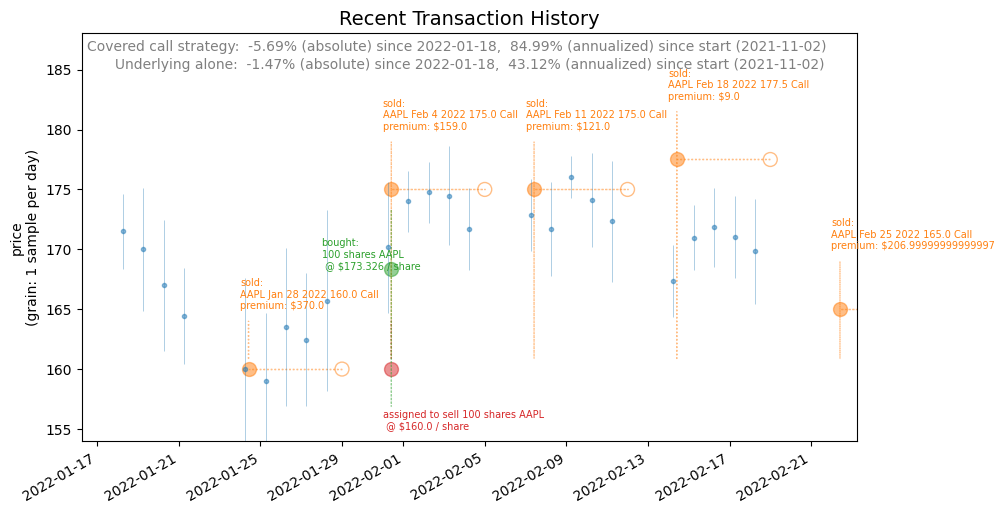 Recent Transaction History
Covered call strategy:  -5.69% (absolute) since 2022-01-18,  84.99% (annualized) since start (2021-11-02)
Underlying alone:  -1.47% (absolute) since 2022-01-18,  43.12% (annualized) since start (2021-11-02)
price
(grain: 1 sample per day)
185
180
175
170
165
160
155
sold:
AAPL Jan 28 2022 160.0 Call
premium: $370.0
bought:
100 shares AAPL
@ $173.326 / share
assigned to sell 100 shares AAPL
@ $160.0 / share
sold:
AAPL Feb 4 2022 175.0 Call
premium: $159.0
sold:
AAPL Feb 11 2022 175.0 Call
premium: $121.0
sold:
AAPL Feb 18 2022 177.5 Call
premium: $9.0
sold:
AAPL Feb 25 2022 165.0 Call
premium: $206.99999999999997
2022-01-17
2022-01-21
2022-01-25
2022-01-29
2022-02-01
2022-02-05
2022-02-09
2022-02-13
2022-02-17
2022-02-21